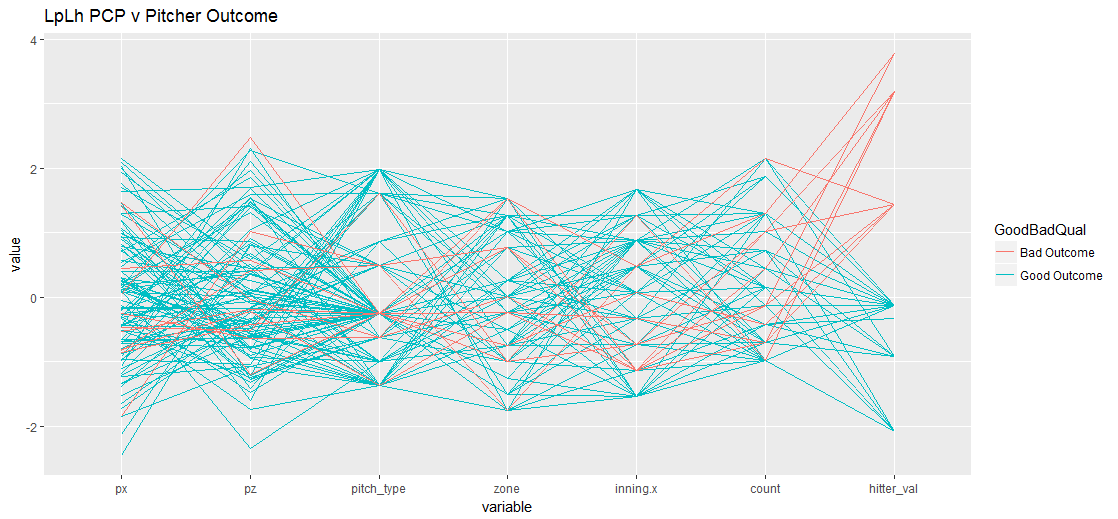 LpLh PCP v Pitcher Outcome
4
2
0
-2
value
px pz pitch_type zone inning.x count hitter_val
variable
GoodBadQual
Bad Outcome
Good Outcome